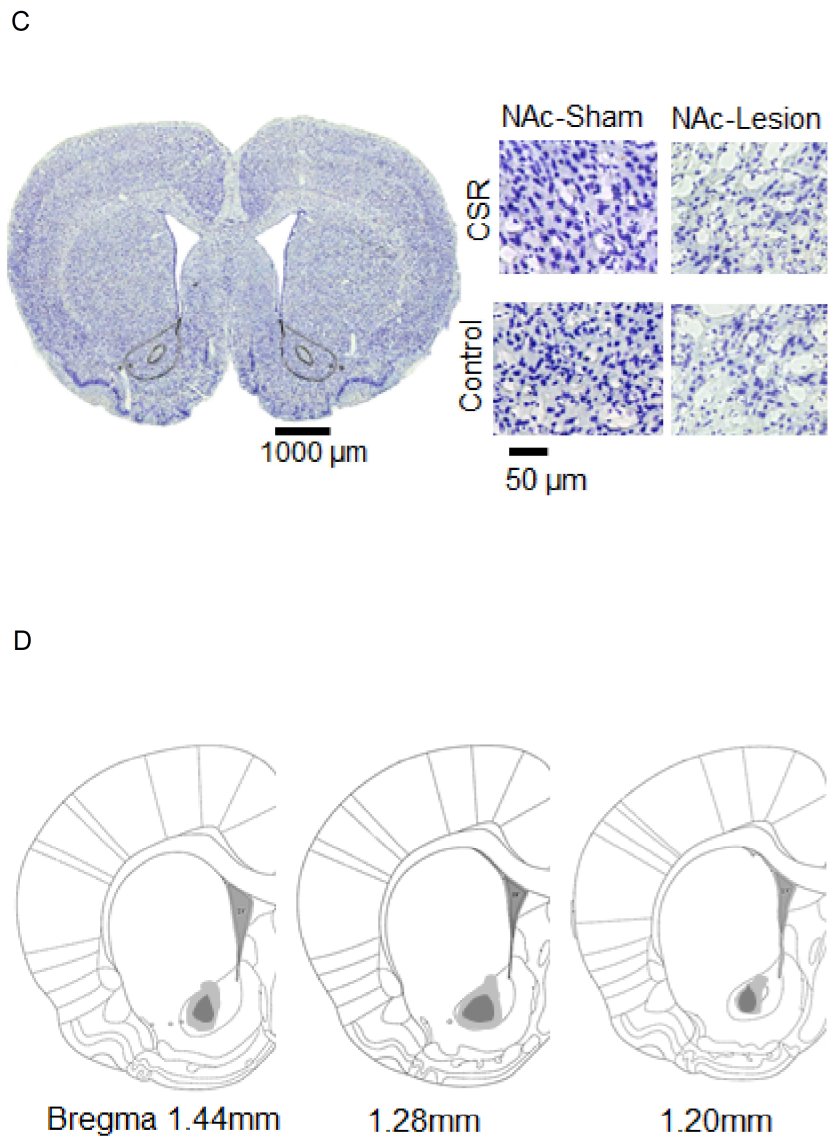 C
NAc-Sham NAc-Lesion
CSR
Control
1000 µm
50 µm
D
Bregma 1.44mm 1.28mm 1.20mm